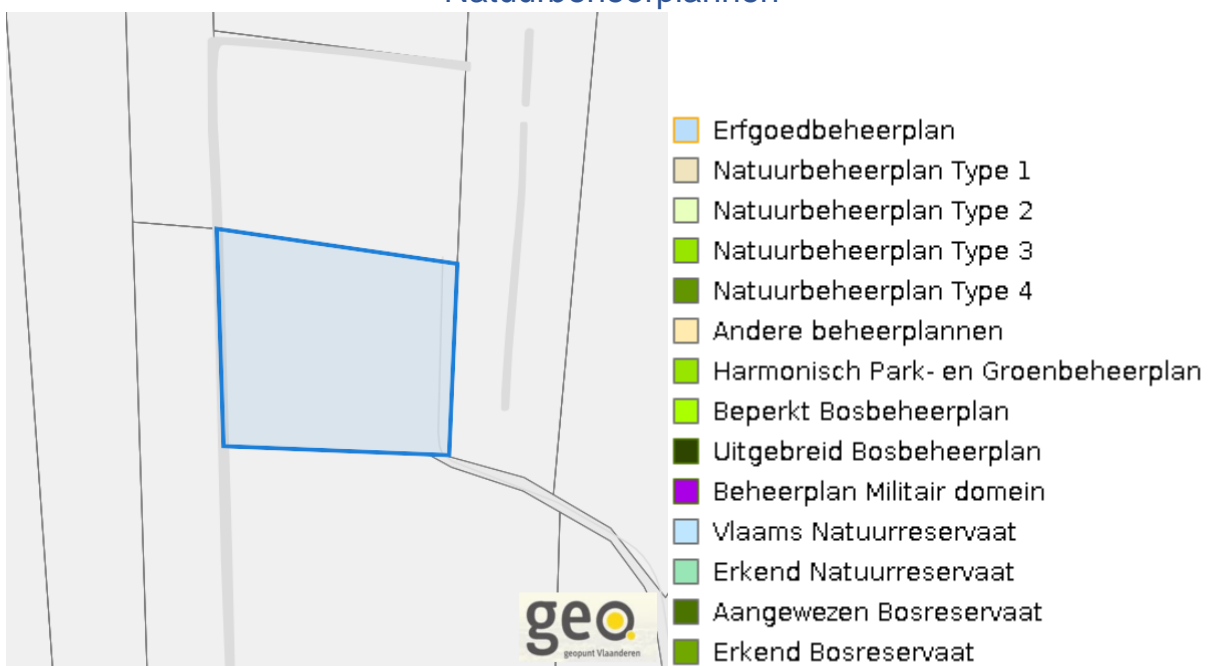 Natuurbeheerplannen
Erfgoedbeheerplan
Natuurbeheerplan Type 1
Natuurbeheerplan Type 2
Natuurbeheerplan Type 3
Natuurbeheerplan Type 4
Andere beheerplannen
Harmonisch Park- en Groenbeheerplan
Beperkt Bosbeheerplan
Uitgebreid Bosbeheerplan
Beheerplan Militair domein
Vlaams Natuurreservaat
Erkend Natuurreservaat
Aangewezen Bosreservaat
Erkend Bosreservaat
geo
geopunt Vlaanderen